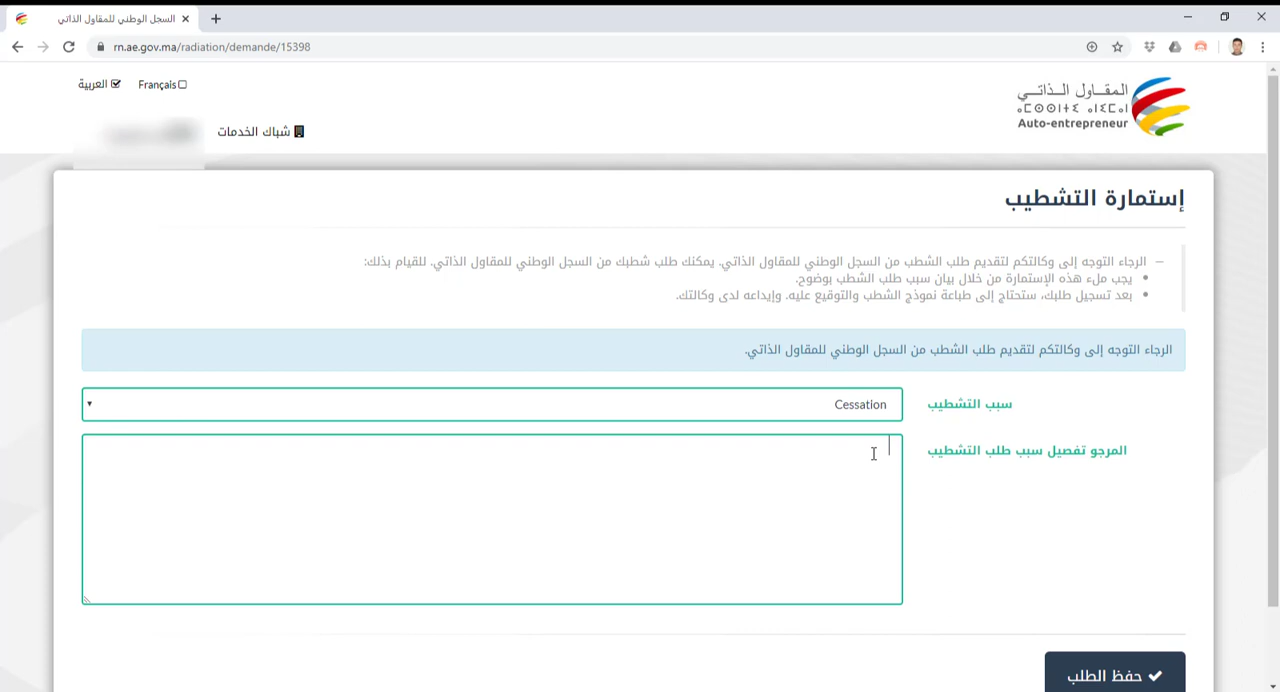 السجل الوطني للمقاول الذاتي
rn.ae.gov.ma/radiation/demande/15398
العربية
Français
المقـاول الـذاتـي
ⴰⵎⵙⵙⵏⵜⵉ ⴰⵏⵉⵎⴰⵏ
Auto-entrepreneur
شباك الخدمات
إستمارة التشطيب
– الرجاء التوجه إلى وكالتكم لتقديم طلب الشطب من السجل الوطني للمقاول الذاتي. يمكنك طلب شطبك من السجل الوطني للمقاول الذاتي. للقيام بذلك:
• يجب ملء هذه الإستمارة من خلال بيان سبب طلب الشطب بوضوح.
• بعد تسجيل طلبك، ستحتاج إلى طباعة نموذج الشطب والتوقيع عليه. وإيداعه لدى وكالتك.
الرجاء التوجه إلى وكالتكم لتقديم طلب الشطب من السجل الوطني للمقاول الذاتي.
سبب التشطيب
Cessation
المرجو تفصيل سبب طلب التشطيب
حفظ الطلب